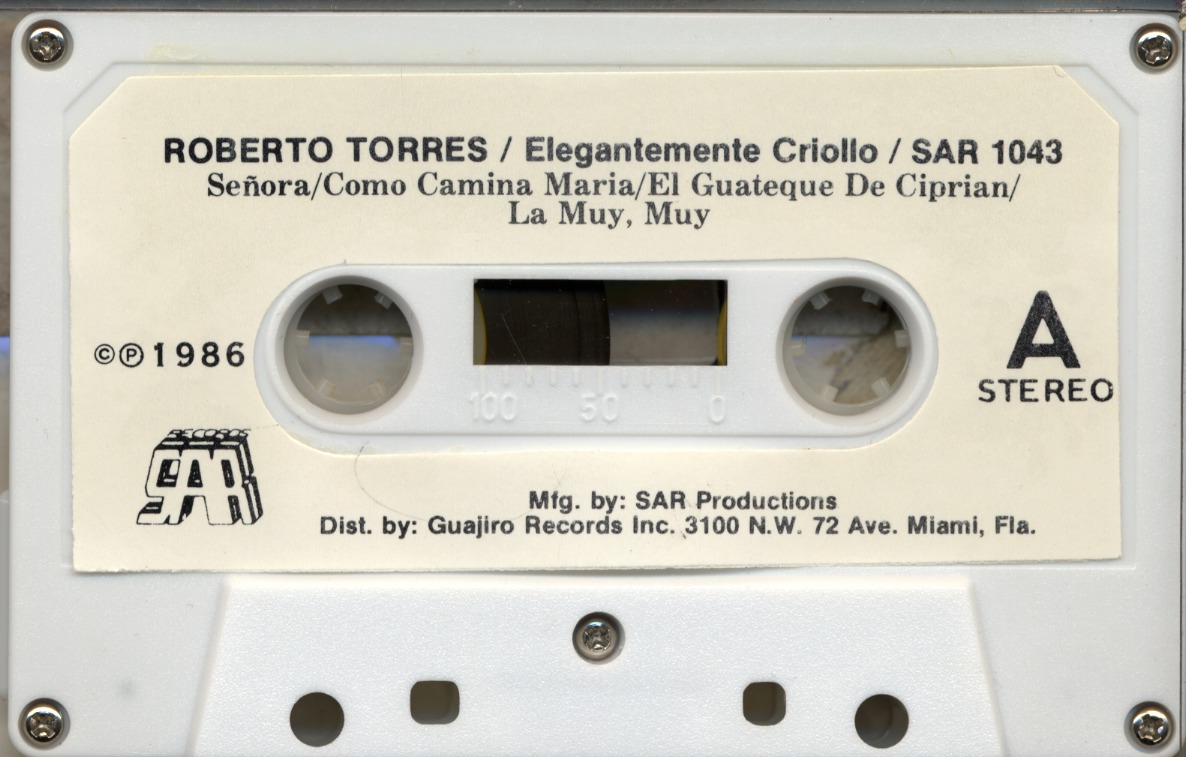 ROBERTO TORRES / Elegantemente Criollo / SAR 1043
Señora/Como Camina Maria/El Guateque De Ciprian/
La Muy, Muy
©℗1986
A
STEREO
100 50 0
RECORDS
SAR
Mfg. by: SAR Productions
Dist. by: Guajiro Records Inc. 3100 N.W. 72 Ave. Miami, Fla.